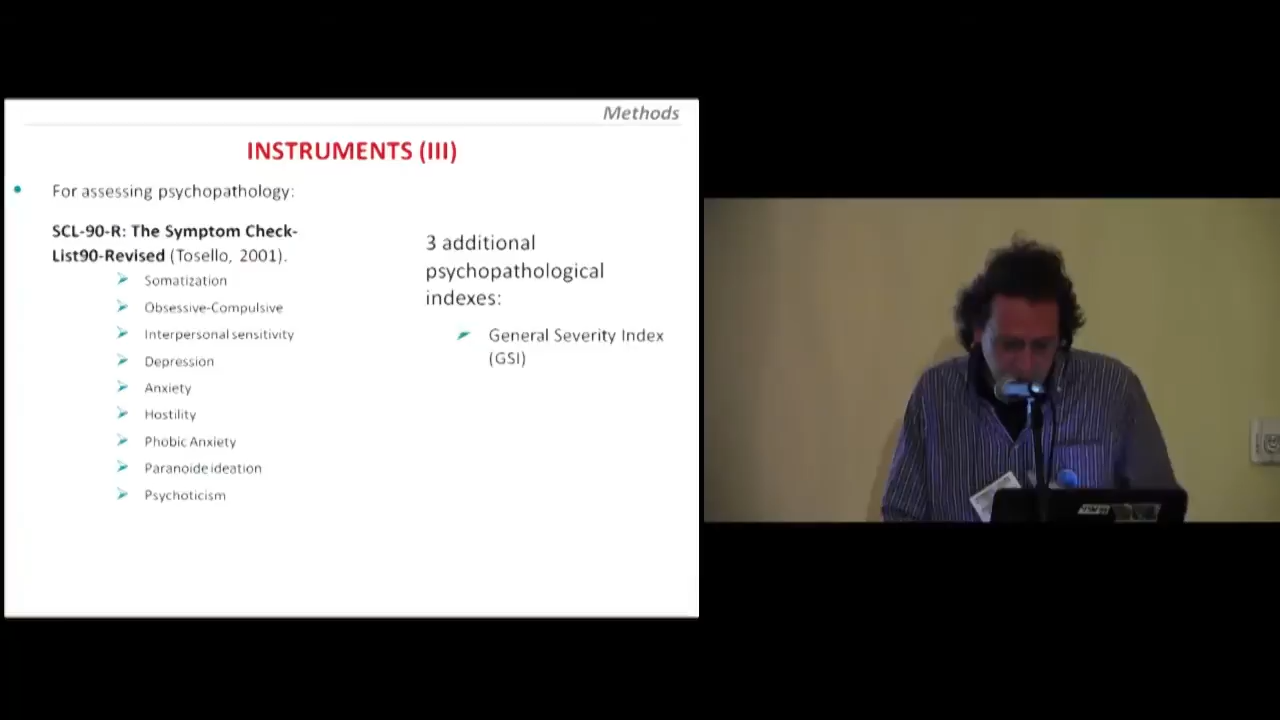 Methods
INSTRUMENTS (III)
For assessing psychopathology:
SCL-90-R: The Symptom Check-
List90-Revised (Tosello, 2001).
Somatization
Obsessive-Compulsive
Interpersonal sensitivity
Depression
Anxiety
Hostility
Phobic Anxiety
Paranoide ideation
Psychoticism
3 additional
psychopathological
indexes:
General Severity Index
(GSI)